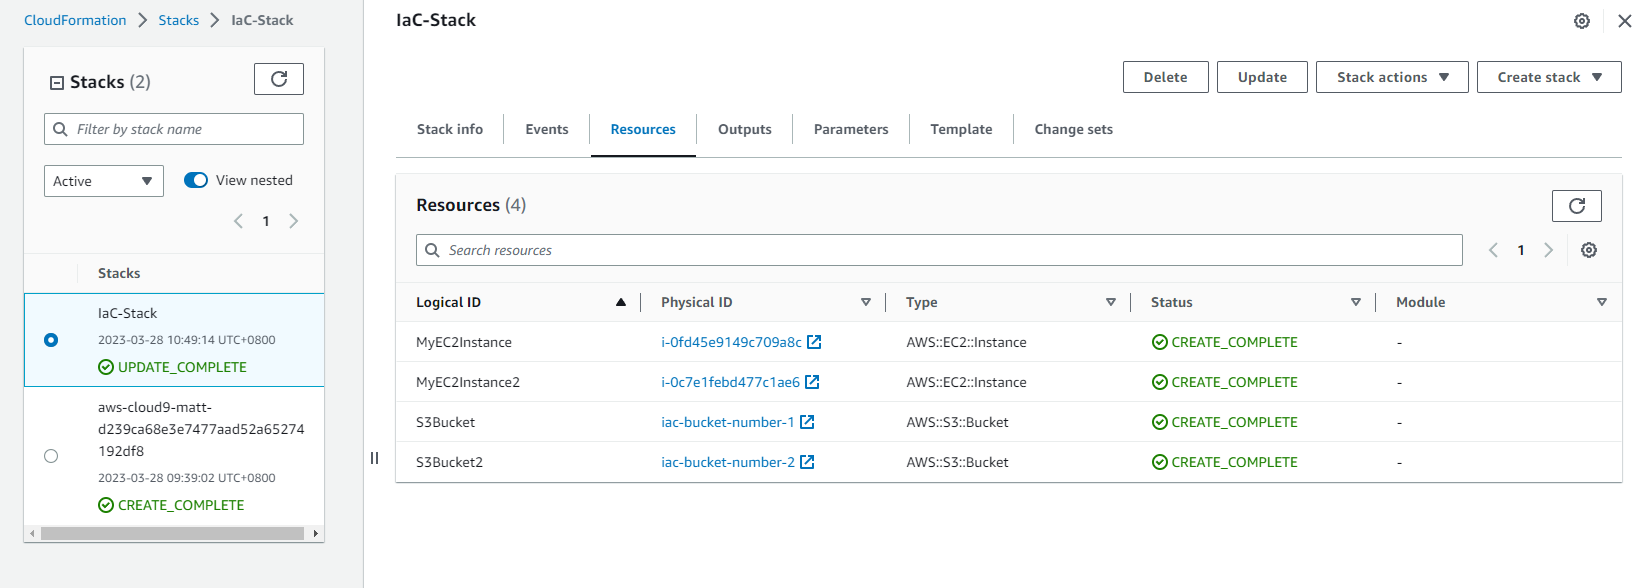 CloudFormation > Stacks > IaC-Stack
Stacks (2)
Filter by stack name
Active
View nested
1
Stacks
IaC-Stack
2023-03-28 10:49:14 UTC+0800
UPDATE_COMPLETE
aws-cloud9-matt-
d239ca68e3e7477aad52a65274
192df8
2023-03-28 09:39:02 UTC+0800
CREATE_COMPLETE
IaC-Stack
Delete Update Stack actions Create stack
Stack info Events Resources Outputs Parameters Template Change sets
Resources (4)
Search resources
1
Logical ID Physical ID Type Status Module
MyEC2Instance i-0fd45e9149c709a8c AWS::EC2::Instance CREATE_COMPLETE -
MyEC2Instance2 i-0c7e1febd477c1ae6 AWS::EC2::Instance CREATE_COMPLETE -
S3Bucket iac-bucket-number-1 AWS::S3::Bucket CREATE_COMPLETE -
S3Bucket2 iac-bucket-number-2 AWS::S3::Bucket CREATE_COMPLETE -